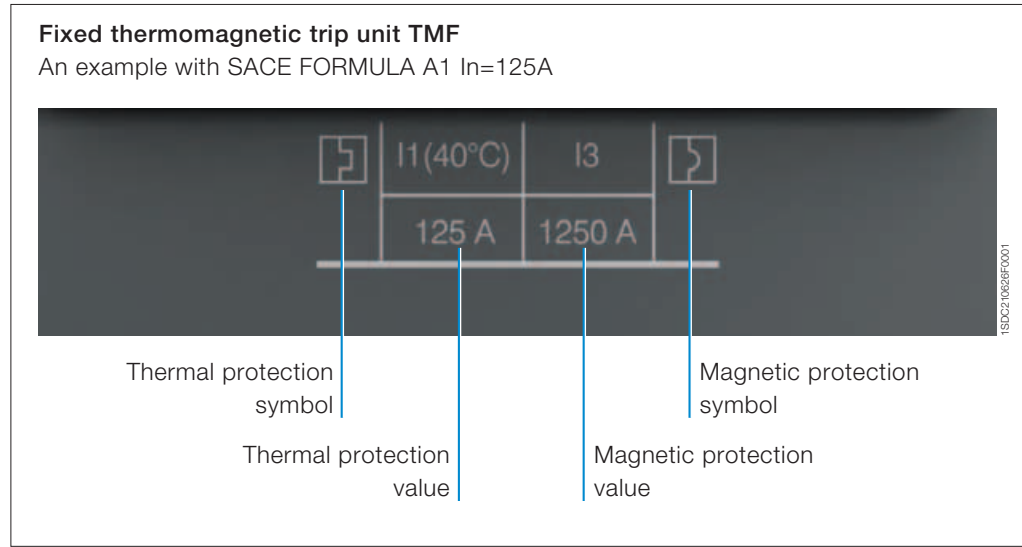 Fixed thermomagnetic trip unit TMF
An example with SACE FORMULA A1 In=125A
I1(40°C) I3
125 A 1250 A
1SDC210626F0001
Thermal protection
symbol
Magnetic protection
symbol
Thermal protection
value
Magnetic protection
value